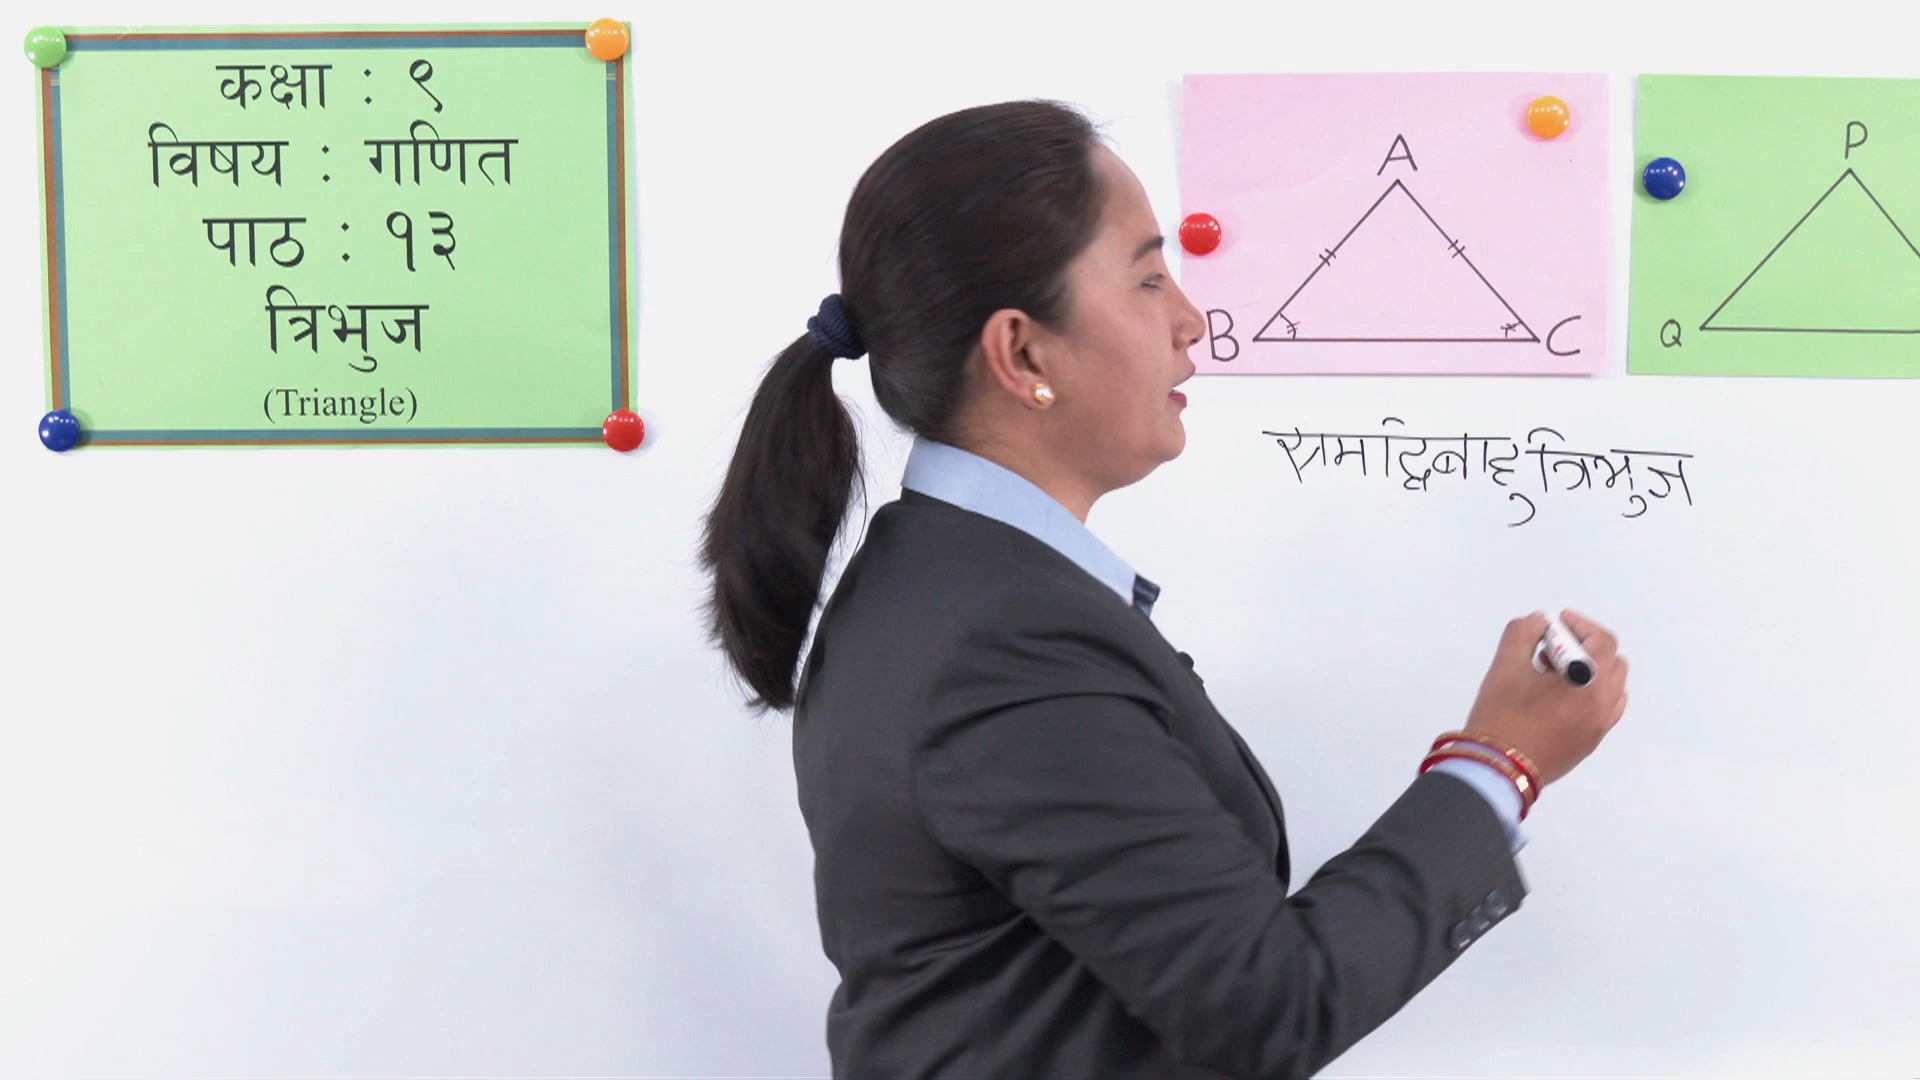 कक्षा : ९
विषय : गणित
पाठ : १३
त्रिभुज
(Triangle)
A
B
C
P
Q
समद्विबाहु त्रिभुज